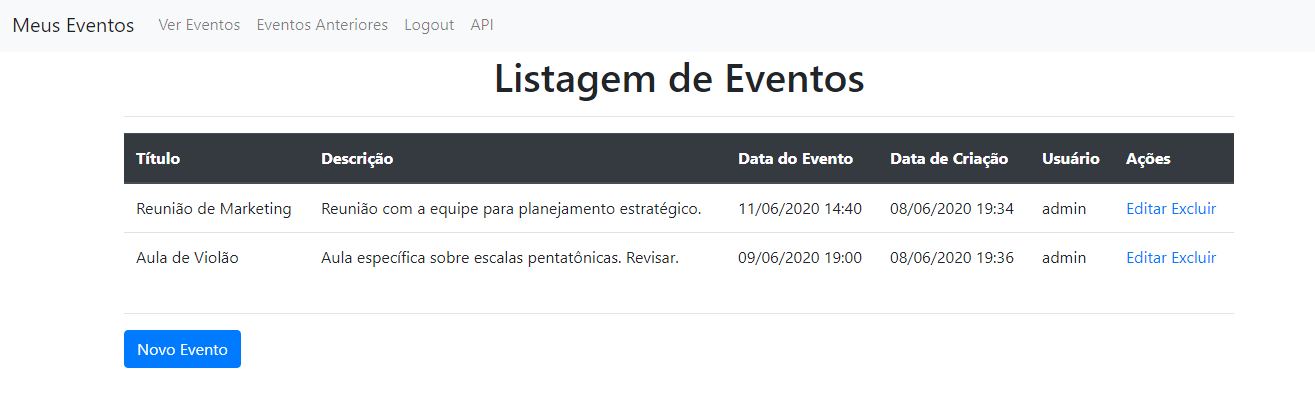 Meus Eventos Ver Eventos Eventos Anteriores Logout API
Listagem de Eventos
Título Descrição Data do Evento Data de Criação Usuário Ações
Reunião de Marketing Reunião com a equipe para planejamento estratégico. 11/06/2020 14:40 08/06/2020 19:34 admin Editar Excluir
Aula de Violão Aula específica sobre escalas pentatônicas. Revisar. 09/06/2020 19:00 08/06/2020 19:36 admin Editar Excluir
Novo Evento